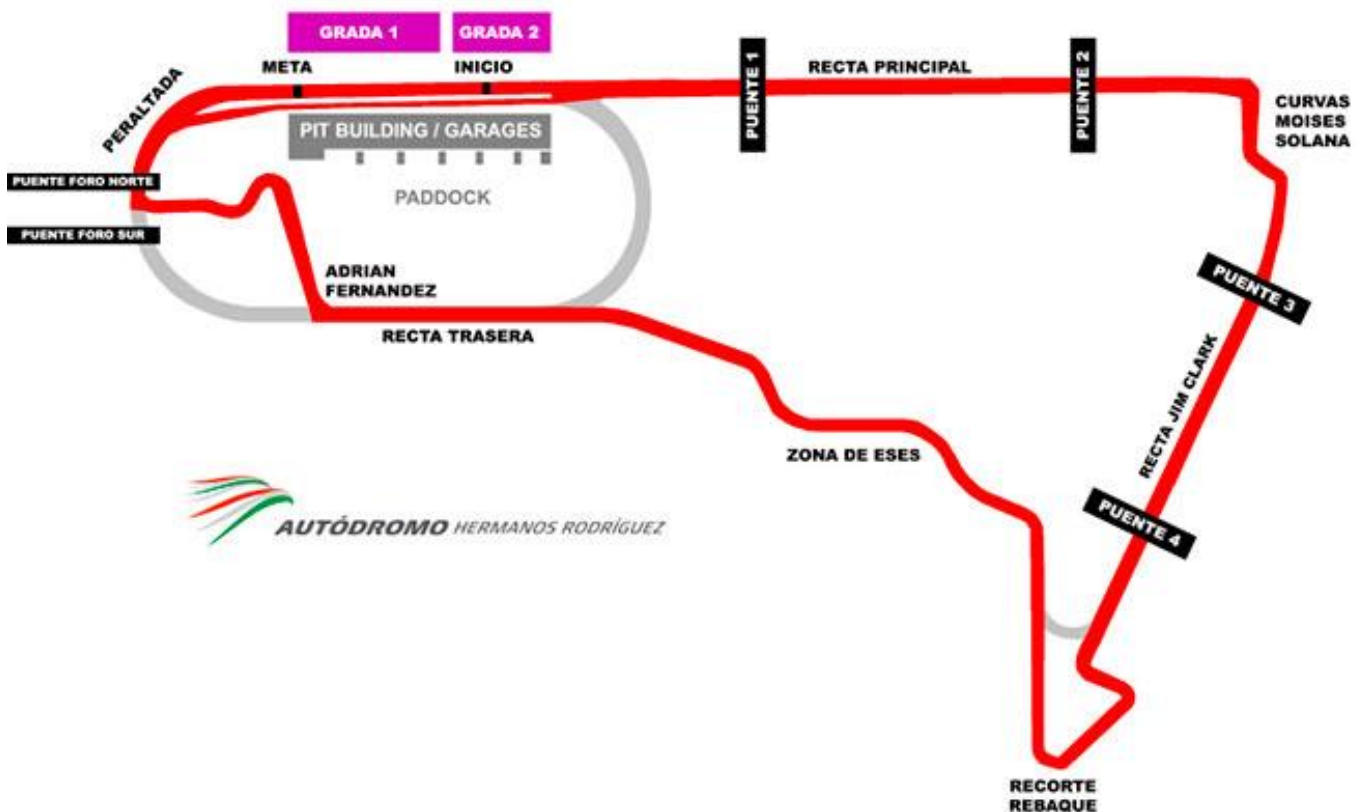 GRADA 1
GRADA 2
META
INICIO
RECTA PRINCIPAL
PUENTE 1
PUENTE 2
PERALTADA
CURVAS
MOISES
SOLANA
PIT BUILDING / GARAGES
PADDOCK
PUENTE FORO NORTE
PUENTE FORO SUR
ADRIAN
FERNANDEZ
RECTA TRASERA
PUENTE 3
RECTA JIM CLARK
ZONA DE ESES
PUENTE 4
AUTÓDROMO HERMANOS RODRÍGUEZ
RECORTE
REBAQUE